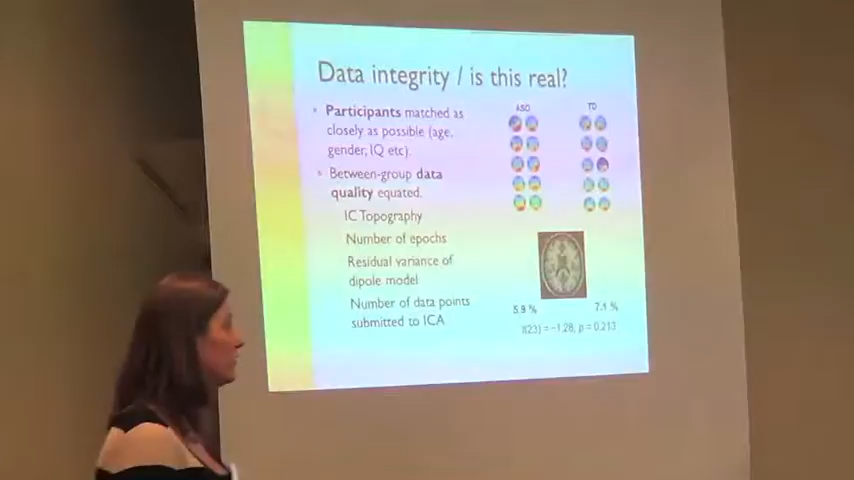 Data integrity / is this real?
• Participants matched as
closely as possible (age,
gender, IQ etc).
• Between-group data
quality equated.
IC Topography
Number of epochs
Residual variance of
dipole model
Number of data points
submitted to ICA
ASD TD
5.9 % 7.1 %
t(23) = -1.28, p = 0.213